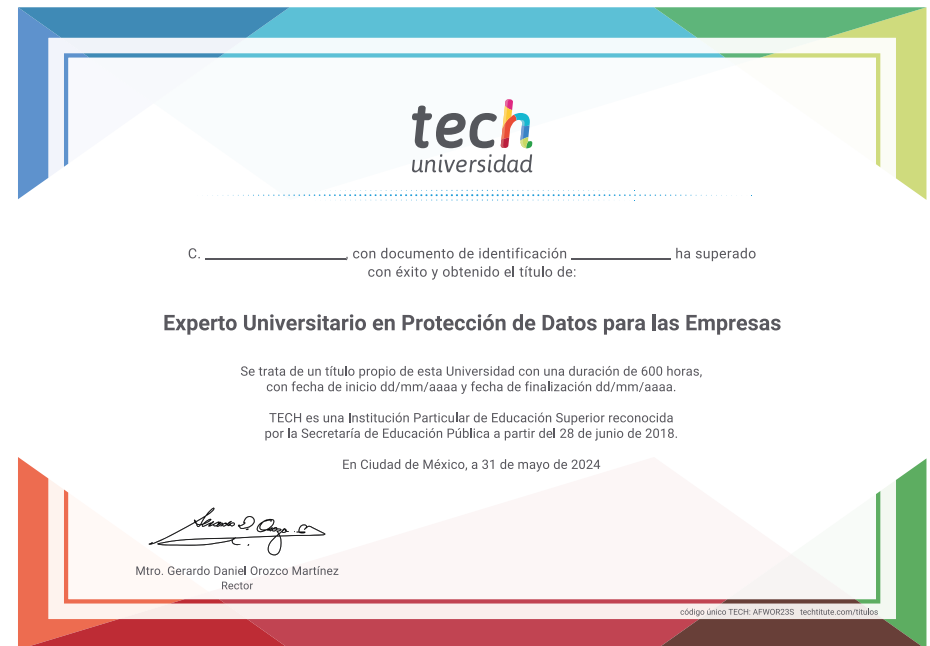 tech
universidad
C. ____________, con documento de identificación ____________ ha superado
con éxito y obtenido el título de:
Experto Universitario en Protección de Datos para las Empresas
Se trata de un título propio de esta Universidad con una duración de 600 horas,
con fecha de inicio dd/mm/aaaa y fecha de finalización dd/mm/aaaa.
TECH es una Institución Particular de Educación Superior reconocida
por la Secretaría de Educación Pública a partir del 28 de junio de 2018.
En Ciudad de México, a 31 de mayo de 2024
Mtro. Gerardo Daniel Orozco Martínez
Rector
código único TECH: AFWOR23S techtitute.com/titulos